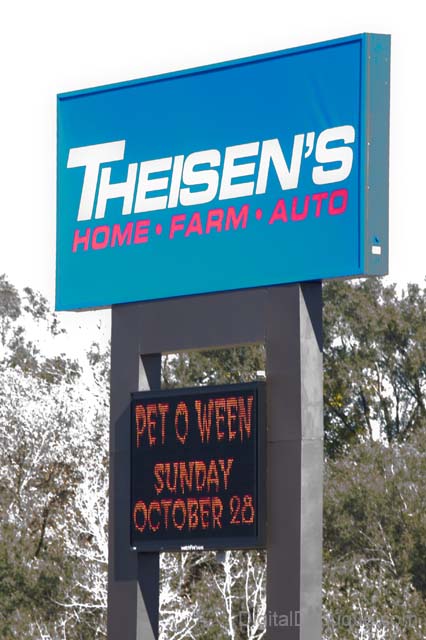 THEISEN'S
HOME • FARM • AUTO
PET O WEEN
SUNDAY
OCTOBER 28